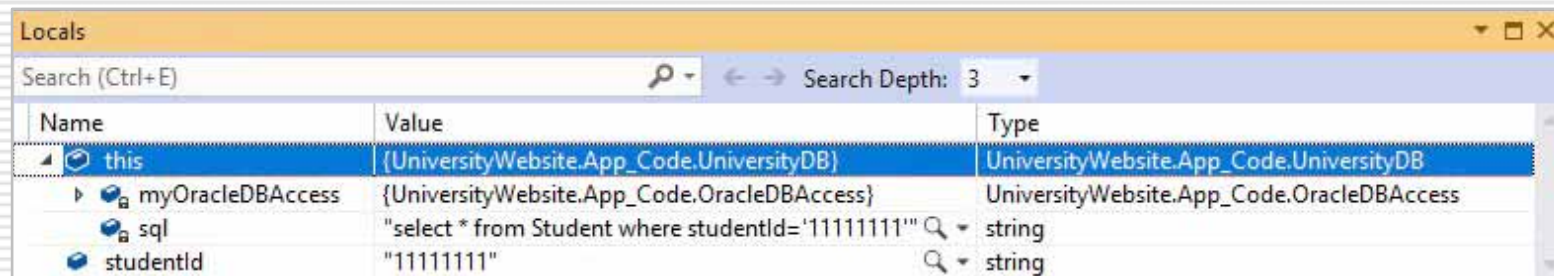 Locals
Search (Ctrl+E) Search Depth: 3
Name Value Type
this {UniversityWebsite.App_Code.UniversityDB} UniversityWebsite.App_Code.UniversityDB
myOracleDBAccess {UniversityWebsite.App_Code.OracleDBAccess} UniversityWebsite.App_Code.OracleDBAccess
sql "select * from Student where studentId='11111111'" string
studentId "11111111" string